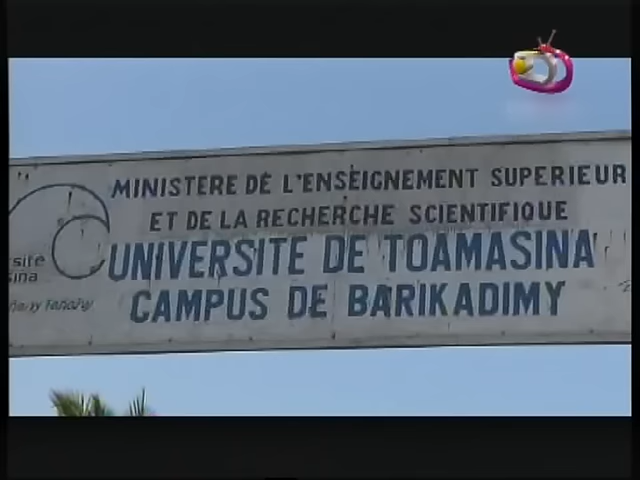 MINISTERE DE L'ENSEIGNEMENT SUPERIEUR
ET DE LA RECHERCHE SCIENTIFIQUE
UNIVERSITE DE TOAMASINA
CAMPUS DE BARIKADIMY